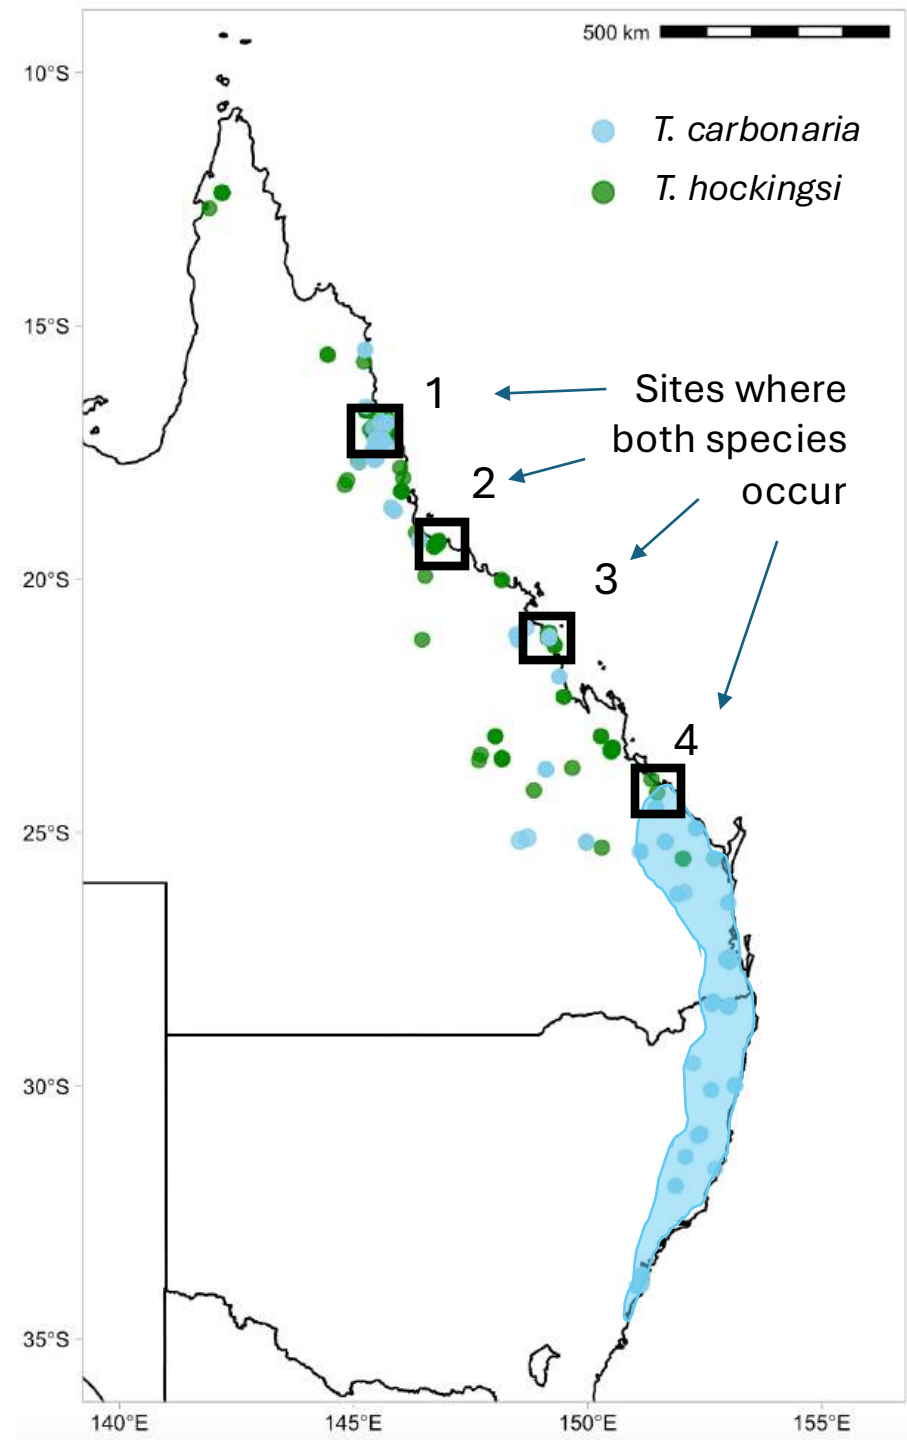 500 km
10°S
T. carbonaria
T. hockingsi
15°S
1
Sites where
both species
occur
2
20°S
3
4
25°S
30°S
35°S
140°E
145°E
150°E
155°E